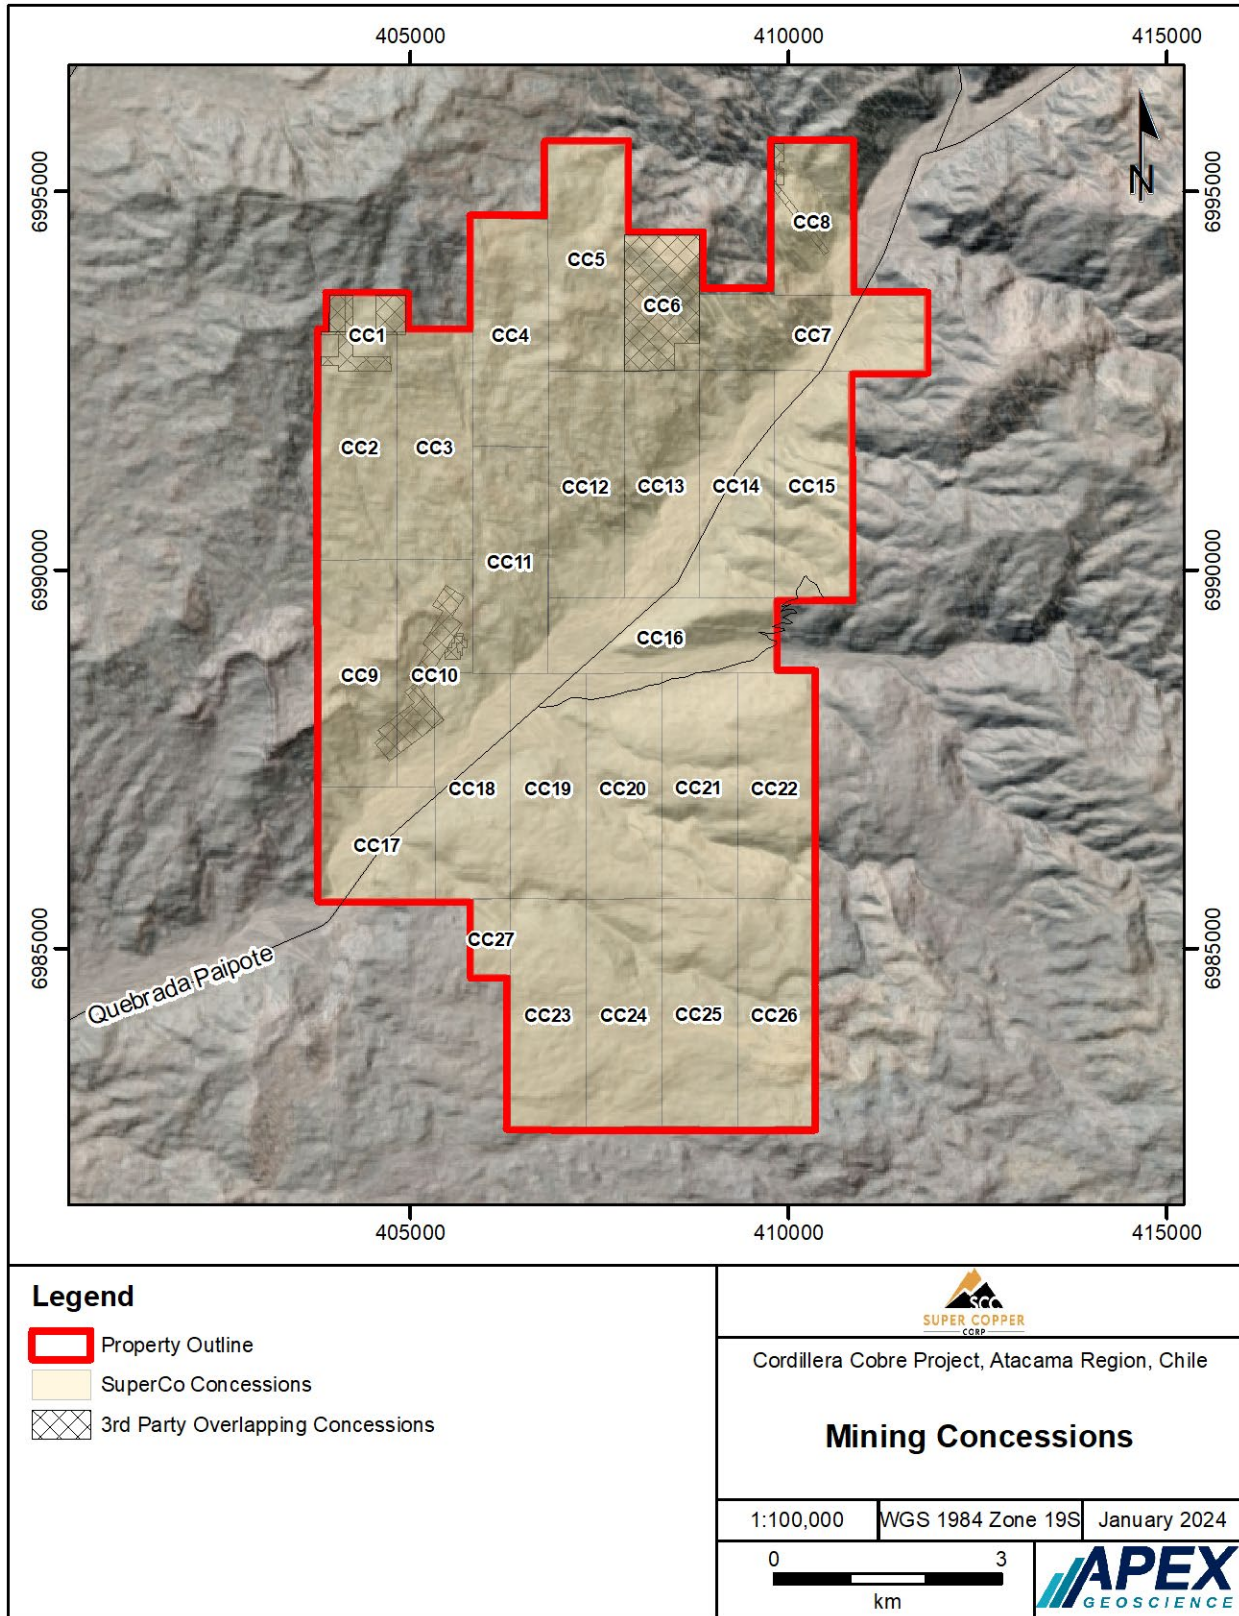 405000
410000
415000
6995000
6995000
N
CC8
CC5
CC6
CC1
CC4
CC7
CC2
CC3
CC12
CC13
CC14
CC15
6990000
6990000
CC11
CC16
CC9
CC10
CC18
CC19
CC20
CC21
CC22
CC17
6985000
6985000
CC27
Quebrada Paipote
CC23
CC24
CC25
CC26
405000
410000
415000
Legend
Property Outline
SuperCo Concessions
3rd Party Overlapping Concessions
SCC
SUPER COPPER
CORP
Cordillera Cobre Project, Atacama Region, Chile
Mining Concessions
1:100,000
WGS 1984 Zone 19S
January 2024
0
3
km
APEX
GEOSCIENCE